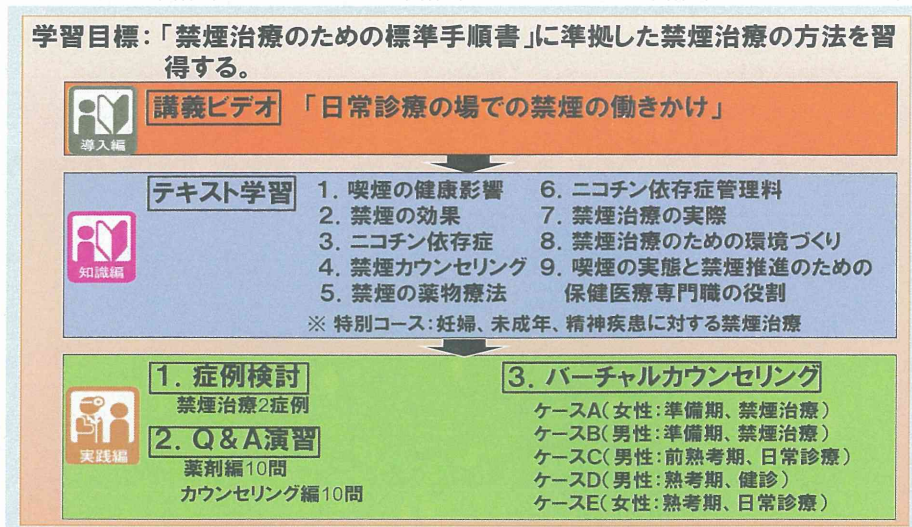 学習目標：「禁煙治療のための標準手順書」に準拠した禁煙治療の方法を習
得する。
導入編
講義ビデオ 「日常診療の場での禁煙の働きかけ」
知識編
テキスト学習
1. 喫煙の健康影響
2. 禁煙の効果
3. ニコチン依存症
4. 禁煙カウンセリング
5. 禁煙の薬物療法
6. ニコチン依存症管理料
7. 禁煙治療の実際
8. 禁煙治療のための環境づくり
9. 喫煙の実態と禁煙推進のための
保健医療専門職の役割
※ 特別コース：妊婦、未成年、精神疾患に対する禁煙治療
実践編
1. 症例検討
禁煙治療2症例
2. Q&A演習
薬剤編10問
カウンセリング編10問
3. バーチャルカウンセリング
ケースA（女性：準備期、禁煙治療）
ケースB（男性：準備期、禁煙治療）
ケースC（男性：前熟考期、日常診療）
ケースD（男性：熟考期、健診）
ケースE（女性：熟考期、日常診療）